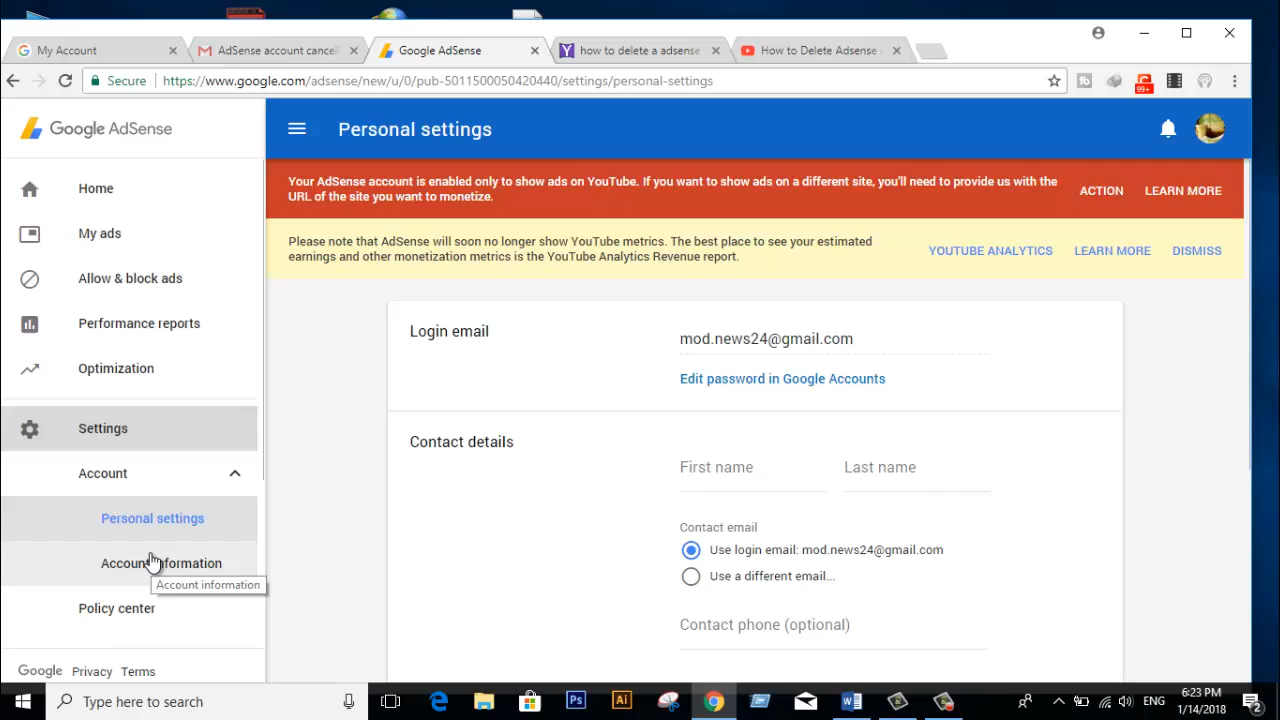 My Account
AdSense account cancell
Google AdSense
how to delete a adsense
How to Delete Adsense
Secure
https://www.google.com/adsense/new/u/0/pub-5011500050420440/settings/personal-settings
99+
Google AdSense
Personal settings
Home
My ads
Allow & block ads
Performance reports
Optimization
Settings
Account
Personal settings
Account information
Account information
Policy center
Google Privacy Terms
Your AdSense account is enabled only to show ads on YouTube. If you want to show ads on a different site, you'll need to provide us with the
URL of the site you want to monetize.
ACTION LEARN MORE
Please note that AdSense will soon no longer show YouTube metrics. The best place to see your estimated
earnings and other monetization metrics is the YouTube Analytics Revenue report.
YOUTUBE ANALYTICS LEARN MORE DISMISS
Login email
mod.news24@gmail.com
Edit password in Google Accounts
Contact details
First name Last name
Contact email
Use login email: mod.news24@gmail.com
Use a different email...
Contact phone (optional)
Type here to search
Ps
Ai
ENG
6:23 PM
1/14/2018
2